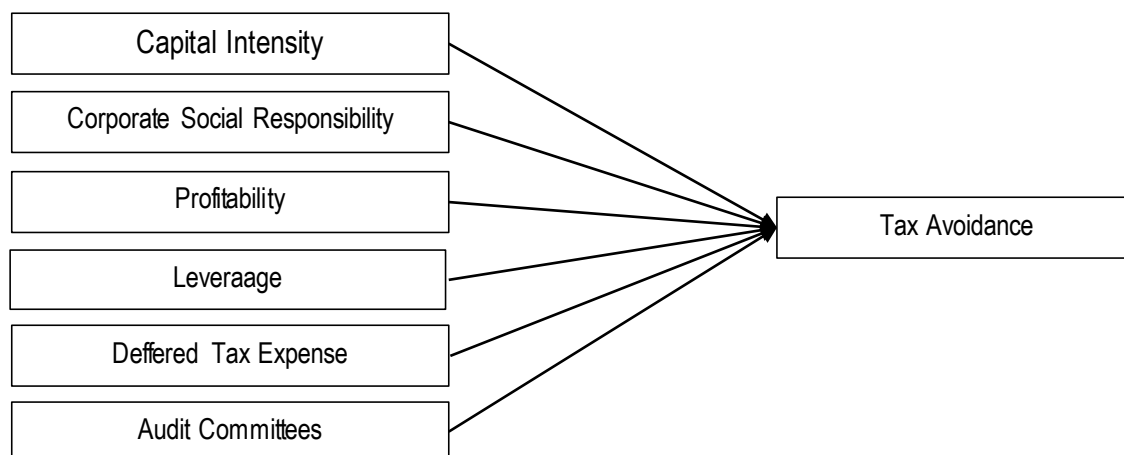 Capital Intensity
Corporate Social Responsibility
Profitability
Tax Avoidance
Leveraage
Deffered Tax Expense
Audit Committees